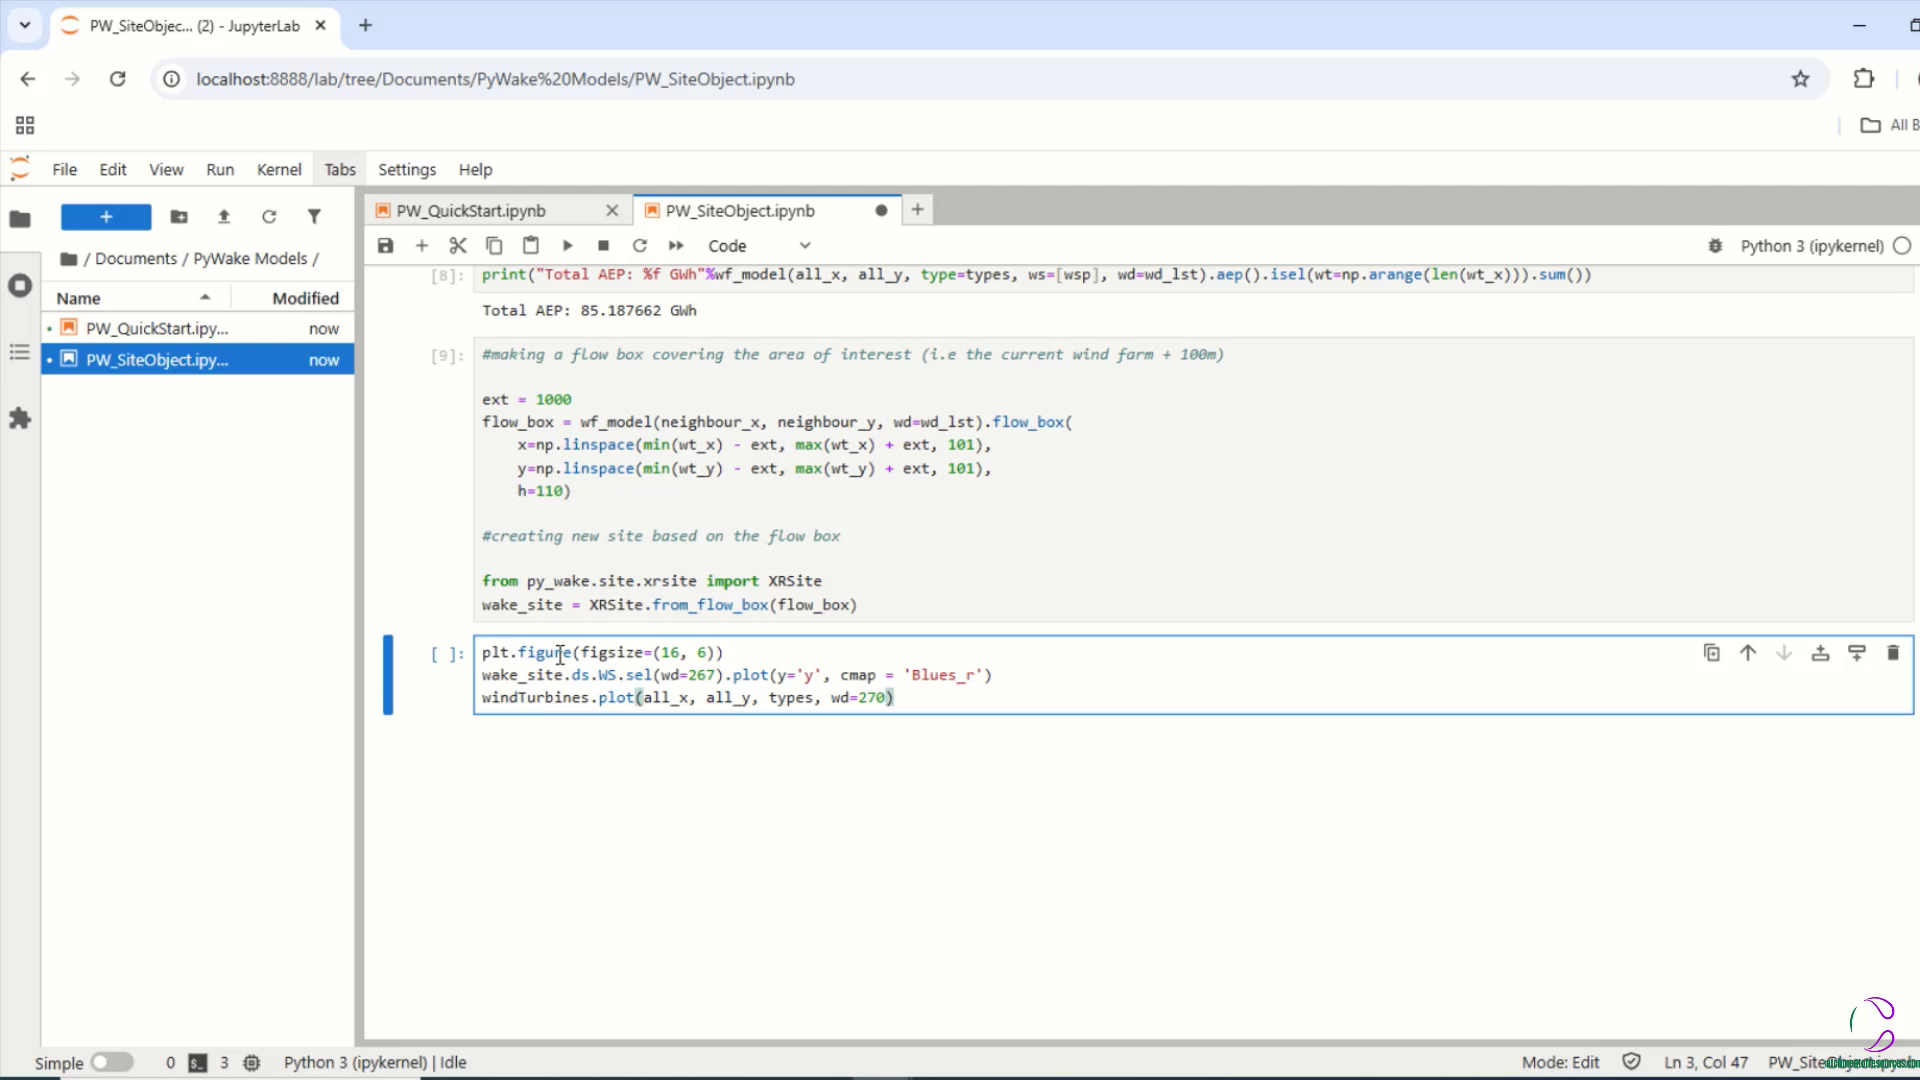 PW_SiteObjec... (2) - JupyterLab
localhost:8888/lab/tree/Documents/PyWake%20Models/PW_SiteObject.ipynb
All B
File Edit View Run Kernel Tabs Settings Help
PW_QuickStart.ipynb
PW_SiteObject.ipynb
Code
Python 3 (ipykernel)
/ Documents / PyWake Models /
Name Modified
PW_QuickStart.ipy... now
PW_SiteObject.ipy... now
[8]: print("Total AEP: %f GWh"%wf_model(all_x, all_y, type=types, ws=[wsp], wd=wd_lst).aep().isel(wt=np.arange(len(wt_x))).sum())
Total AEP: 85.187662 GWh
[9]: #making a flow box covering the area of interest (i.e the current wind farm + 100m)
ext = 1000
flow_box = wf_model(neighbour_x, neighbour_y, wd=wd_lst).flow_box(
x=np.linspace(min(wt_x) - ext, max(wt_x) + ext, 101),
y=np.linspace(min(wt_y) - ext, max(wt_y) + ext, 101),
h=110)
#creating new site based on the flow box
from py_wake.site.xrsite import XRSite
wake_site = XRSite.from_flow_box(flow_box)
[ ]: plt.figure(figsize=(16, 6))
wake_site.ds.WS.sel(wd=267).plot(y='y', cmap = 'Blues_r')
windTurbines.plot(all_x, all_y, types, wd=270)
Simple 0 3 Python 3 (ipykernel) | Idle
Mode: Edit Ln 3, Col 47